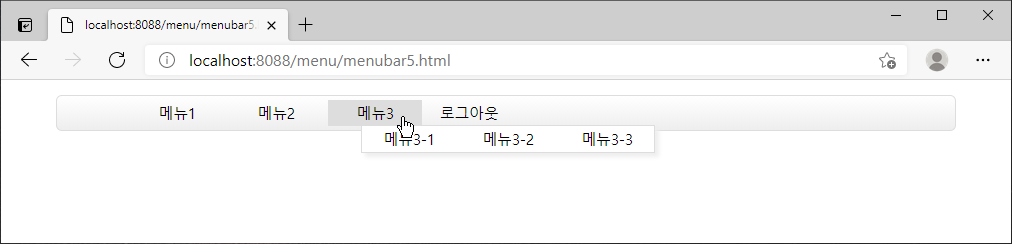 localhost:8088/menu/menubar5.
localhost:8088/menu/menubar5.html
메뉴1 메뉴2 메뉴3 로그아웃
메뉴3-1 메뉴3-2 메뉴3-3